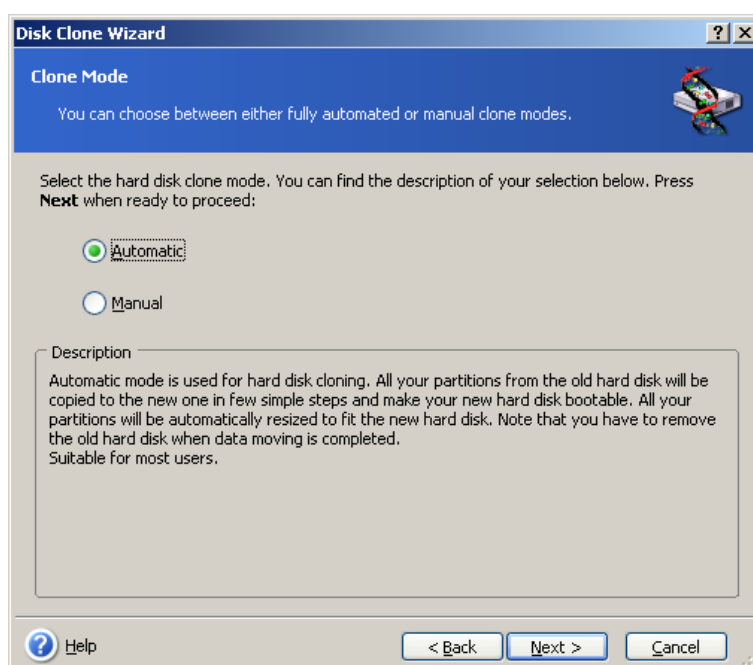 Disk Clone Wizard
Clone Mode
You can choose between either fully automated or manual clone modes.
Select the hard disk clone mode. You can find the description of your selection below. Press
Next when ready to proceed:
Automatic
Manual
Description
Automatic mode is used for hard disk cloning. All your partitions from the old hard disk will be
copied to the new one in few simple steps and make your new hard disk bootable. All your
partitions will be automatically resized to fit the new hard disk. Note that you have to remove
the old hard disk when data moving is completed.
Suitable for most users.
Help
< Back
Next >
Cancel